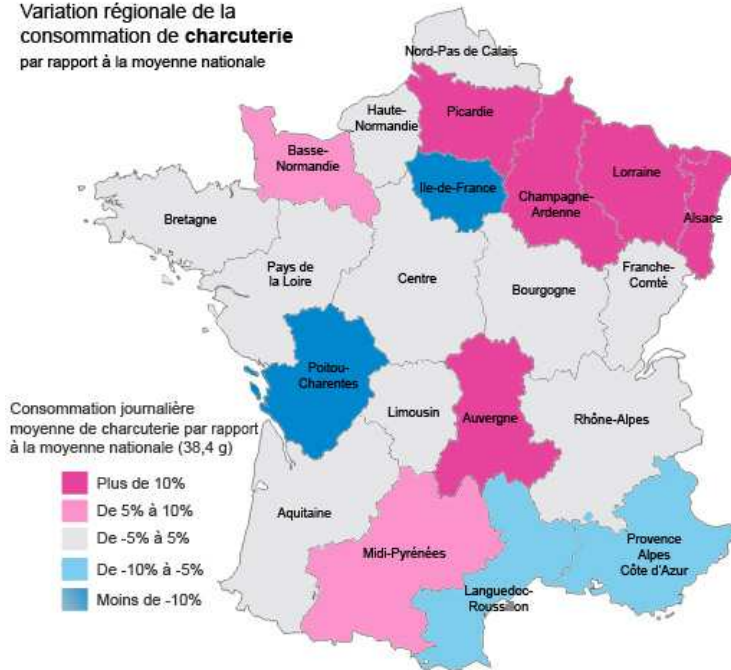 Variation régionale de la
consommation de charcuterie
par rapport à la moyenne nationale
Nord-Pas de Calais
Haute-
Normandie
Picardie
Basse-
Normandie
Ile-de-France
Champagne-
Ardenne
Lorraine
Alsace
Bretagne
Pays de
la Loire
Centre
Bourgogne
Franche-
Comté
Poitou-
Charentes
Limousin
Auvergne
Rhône-Alpes
Aquitaine
Midi-Pyrénées
Languedoc-
Roussillon
Provence
Alpes
Côte d'Azur
Consommation journalière
moyenne de charcuterie par rapport
à la moyenne nationale (38,4 g)
Plus de 10%
De 5% à 10%
De -5% à 5%
De -10% à -5%
Moins de -10%